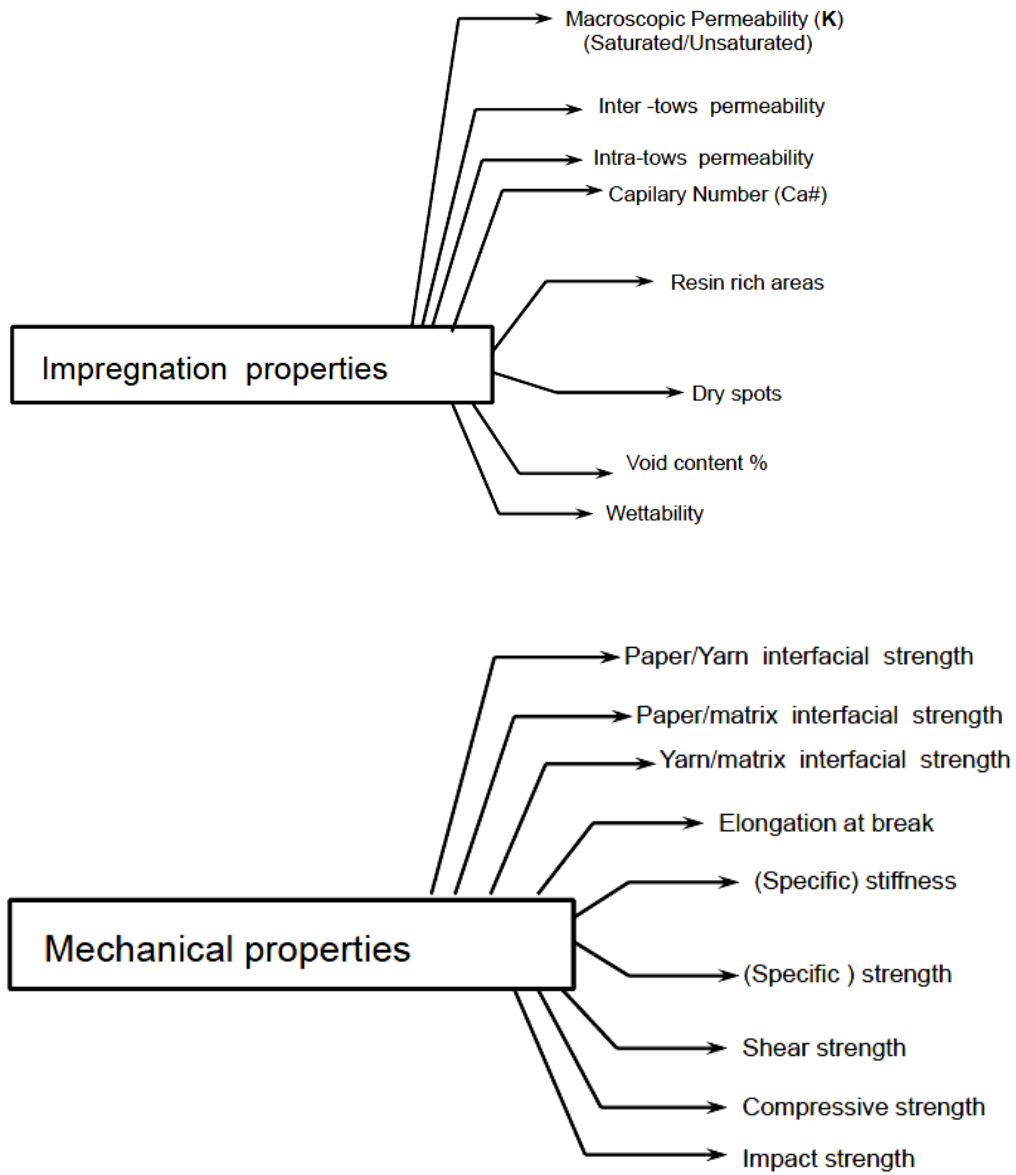 Macroscopic Permeability (K)
(Saturated/Unsaturated)
Inter -tows permeability
Intra-tows permeability
Capilary Number (Ca#)
Resin rich areas
Impregnation properties
Dry spots
Void content %
Wettability
Paper/Yarn interfacial strength
Paper/matrix interfacial strength
Yarn/matrix interfacial strength
Elongation at break
(Specific) stiffness
Mechanical properties
(Specific ) strength
Shear strength
Compressive strength
Impact strength